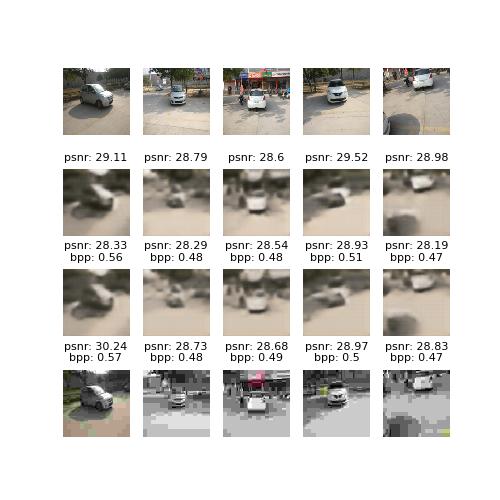 psnr: 29.11 psnr: 28.79 psnr: 28.6 psnr: 29.52 psnr: 28.98
psnr: 28.33 psnr: 28.29 psnr: 28.54 psnr: 28.93 psnr: 28.19
bpp: 0.56 bpp: 0.48 bpp: 0.48 bpp: 0.51 bpp: 0.47
psnr: 30.24 psnr: 28.73 psnr: 28.68 psnr: 28.97 psnr: 28.83
bpp: 0.57 bpp: 0.48 bpp: 0.49 bpp: 0.5 bpp: 0.47